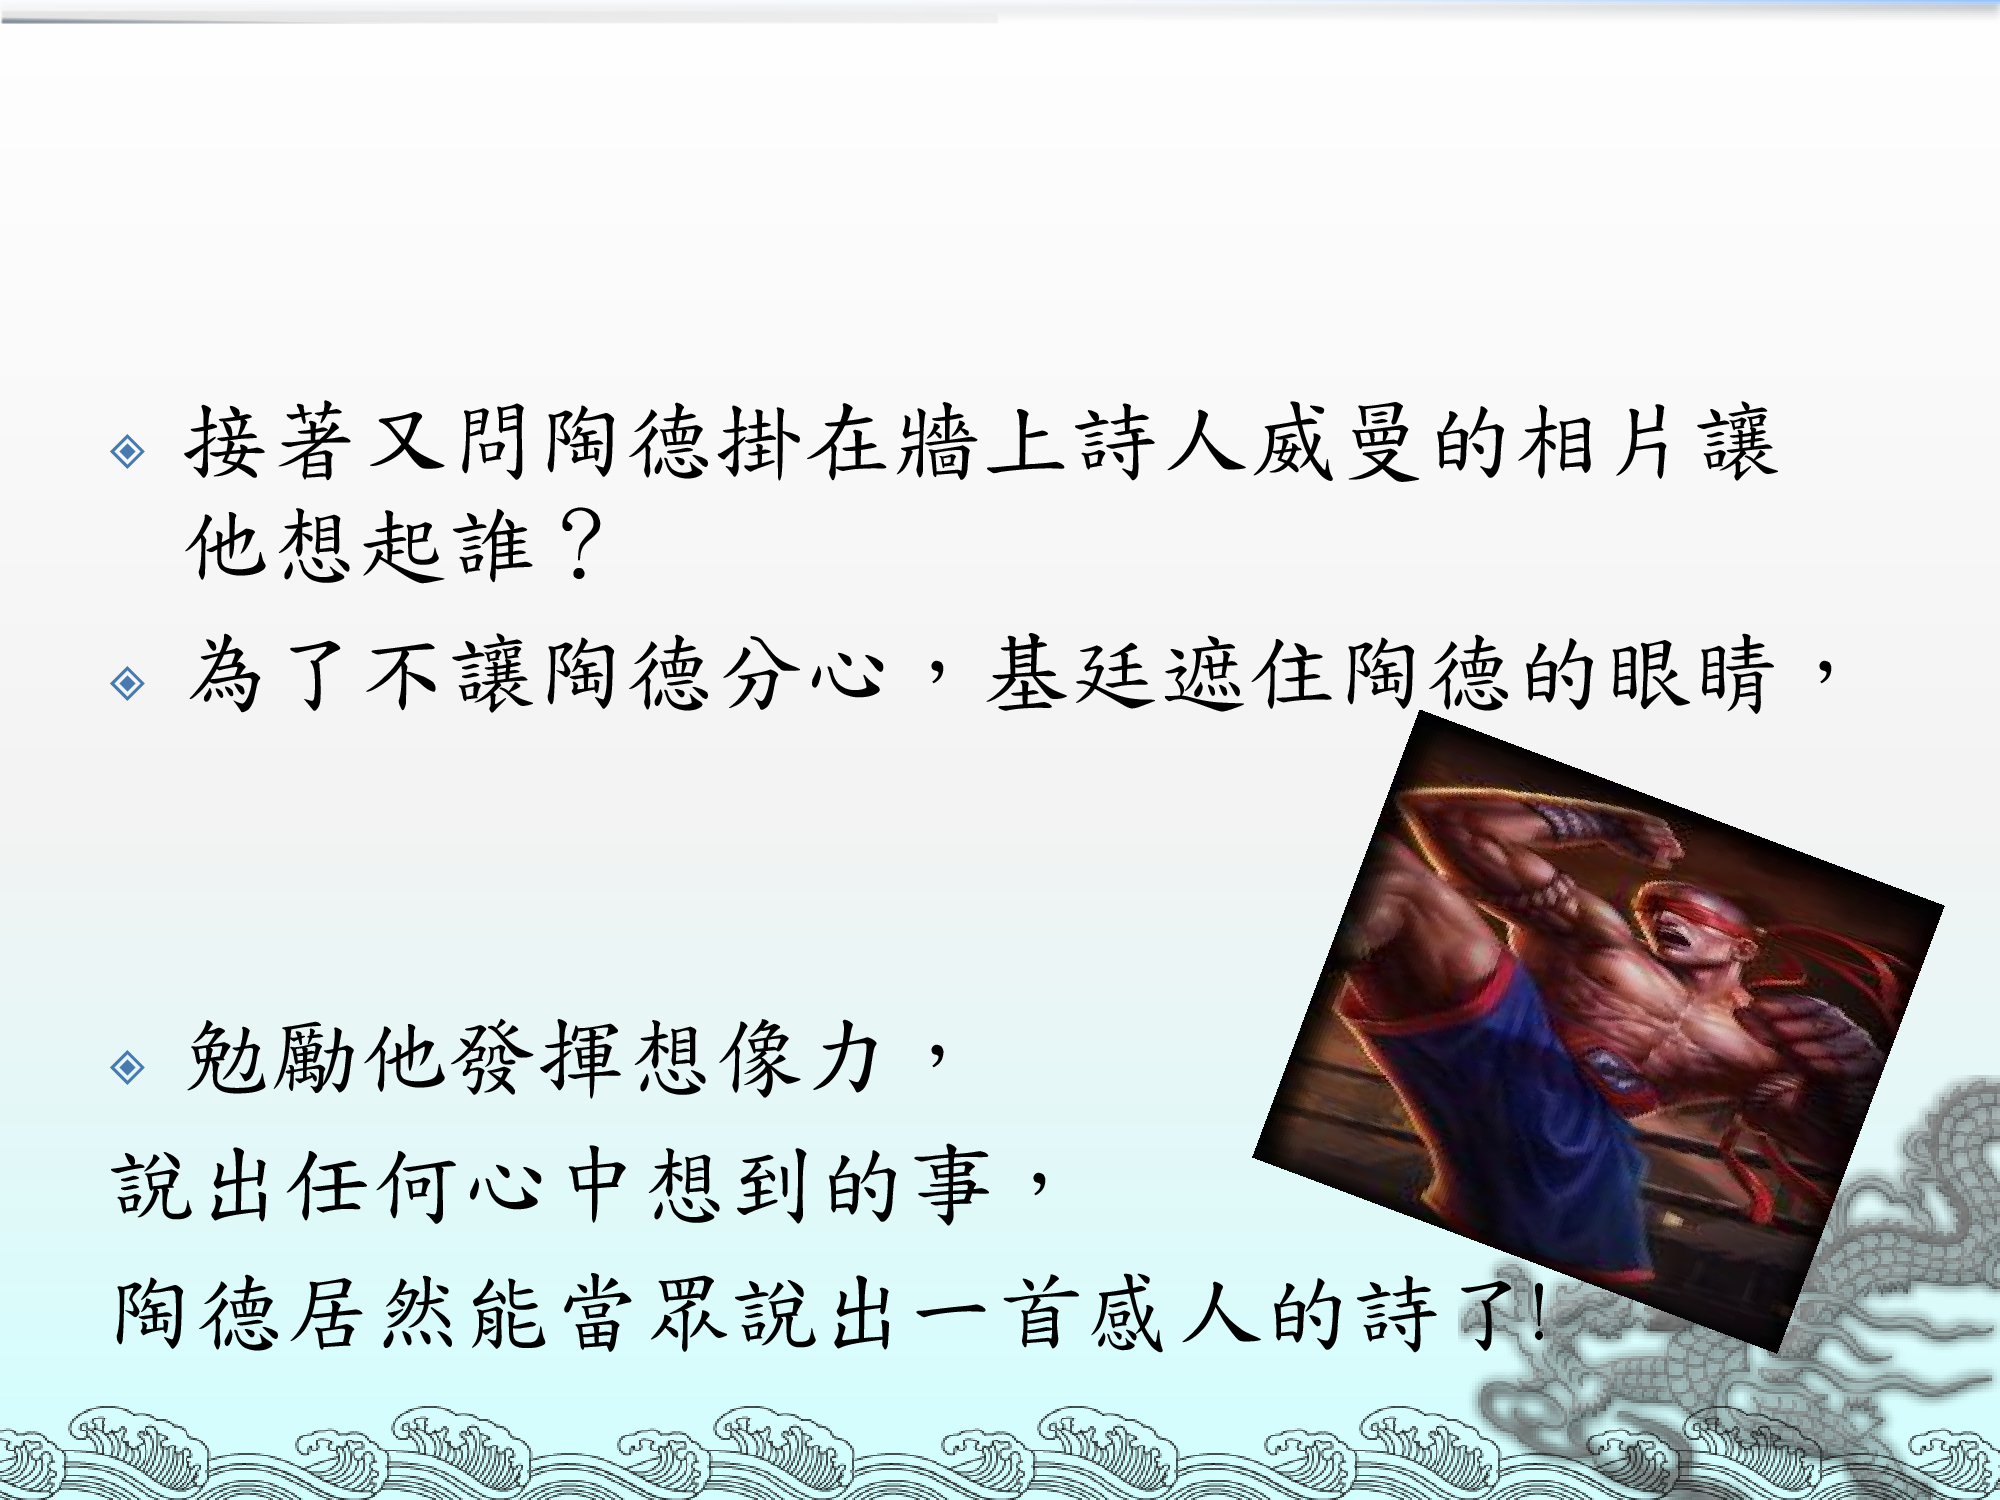 接著又問陶德掛在牆上詩人威曼的相片讓
他想起誰？
為了不讓陶德分心，基廷遮住陶德的眼睛，
勉勵他發揮想像力，
說出任何心中想到的事，
陶德居然能當眾說出一首感人的詩了!